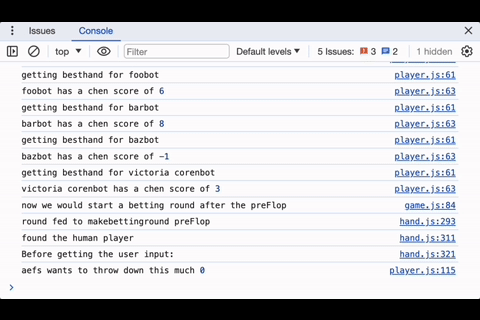 Issues Console
top Filter Default levels 5 Issues: 3 2 1 hidden
getting besthand for foobot player.js:61
foobot has a chen score of 6 player.js:63
getting besthand for barbot player.js:61
barbot has a chen score of 8 player.js:63
getting besthand for bazbot player.js:61
bazbot has a chen score of -1 player.js:63
getting besthand for victoria corenbot player.js:61
victoria corenbot has a chen score of 3 player.js:63
now we would start a betting round after the preFlop game.js:84
round fed to makebettinground preFlop hand.js:293
found the human player hand.js:311
Before getting the user input: hand.js:321
aefs wants to throw down this much 0 player.js:115